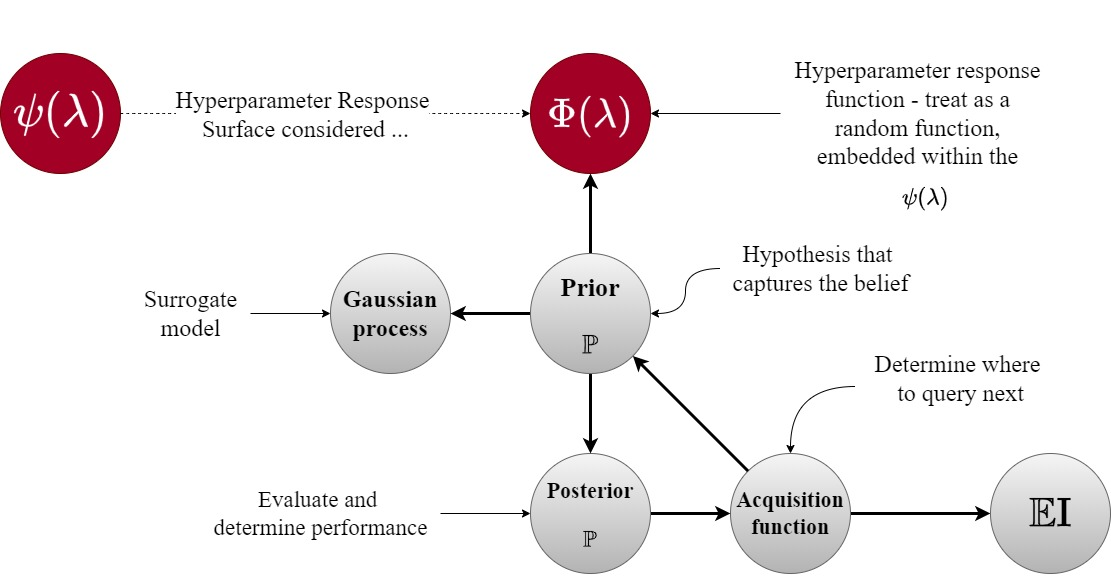 ψ(λ)
Hyperparameter Response
Surface considered ...
Φ(λ)
Hyperparameter response
function - treat as a
random function,
embedded within the
ψ(λ)
Surrogate
model
Gaussian
process
Prior
ℙ
Hypothesis that
captures the belief
Determine where
to query next
Evaluate and
determine performance
Posterior
ℙ
Acquisition
function
𝔼I